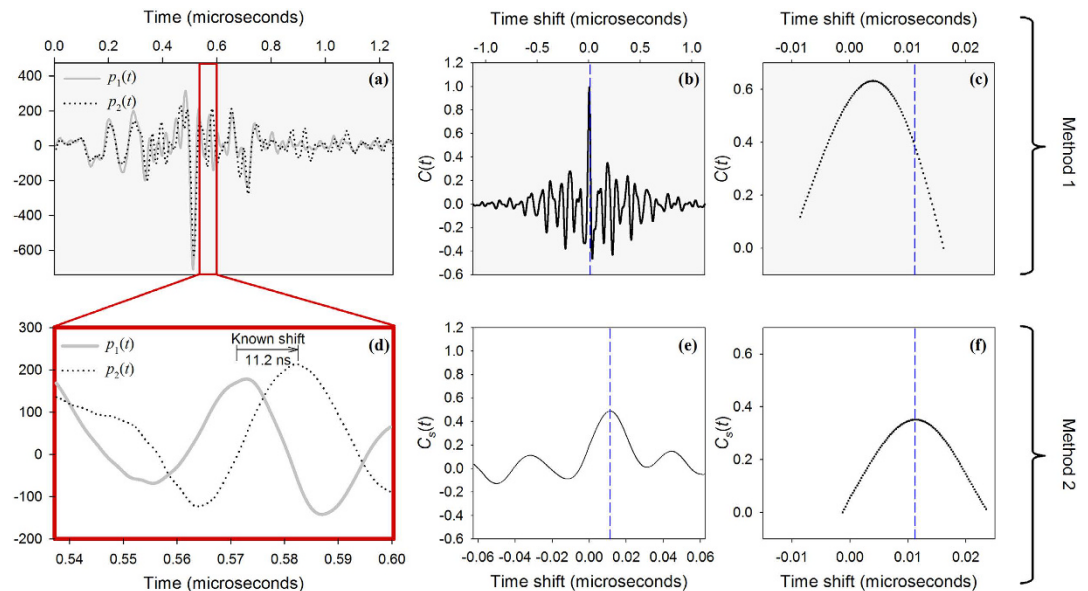 Time (microseconds)
0.0 0.2 0.4 0.6 0.8 1.0 1.2
400
200
0
-200
-400
-600
p1(t)
p2(t)
(a)
Time shift (microseconds)
-1.0 -0.5 0.0 0.5 1.0
C(t)
1.2
1.0
0.8
0.6
0.4
0.2
0.0
-0.2
-0.4
-0.6
(b)
Time shift (microseconds)
-0.01 0.00 0.01 0.02
C(t)
0.6
0.4
0.2
0.0
(c)
Method 1
300
200
100
0
-100
-200
p1(t)
p2(t)
Known shift
11.2 ns
(d)
0.54 0.55 0.56 0.57 0.58 0.59 0.60
Time (microseconds)
Cs(t)
1.2
1.0
0.8
0.6
0.4
0.2
0.0
-0.2
-0.4
-0.6
(e)
-0.06 -0.04 -0.02 0.00 0.02 0.04 0.06
Time shift (microseconds)
Cs(t)
0.6
0.4
0.2
0.0
(f)
-0.01 0.00 0.01 0.02
Time shift (microseconds)
Method 2